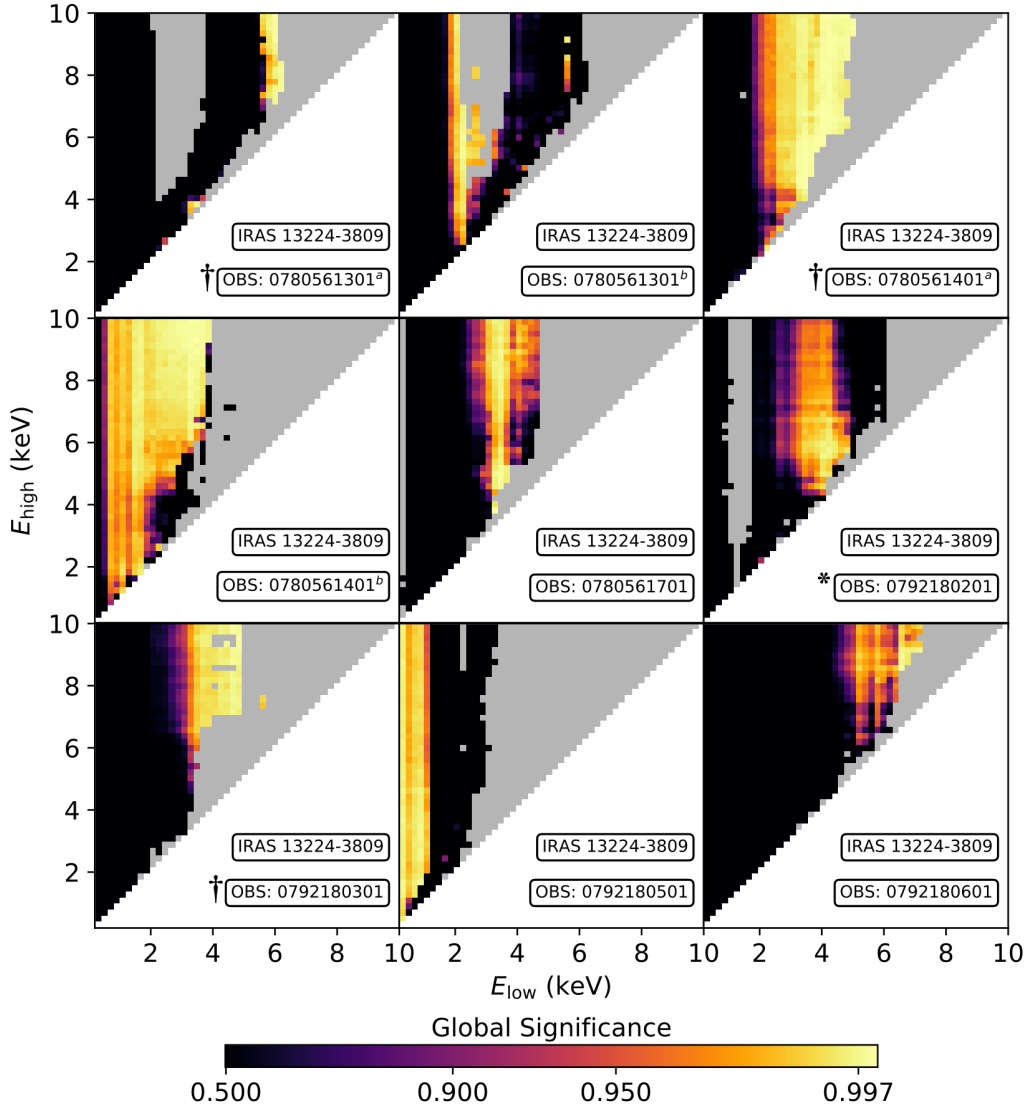 10
8
6
4
2
IRAS 13224-3809
† OBS: 0780561301ᵃ
IRAS 13224-3809
OBS: 0780561301ᵇ
IRAS 13224-3809
† OBS: 0780561401ᵃ
10
8
6
4
2
E_high (keV)
IRAS 13224-3809
OBS: 0780561401ᵇ
IRAS 13224-3809
OBS: 0780561701
IRAS 13224-3809
* OBS: 0792180201
10
8
6
4
2
IRAS 13224-3809
† OBS: 0792180301
IRAS 13224-3809
OBS: 0792180501
IRAS 13224-3809
OBS: 0792180601
2 4 6 8 10 2 4 6 8 10 2 4 6 8 10
E_low (keV)
Global Significance
0.500 0.900 0.950 0.997